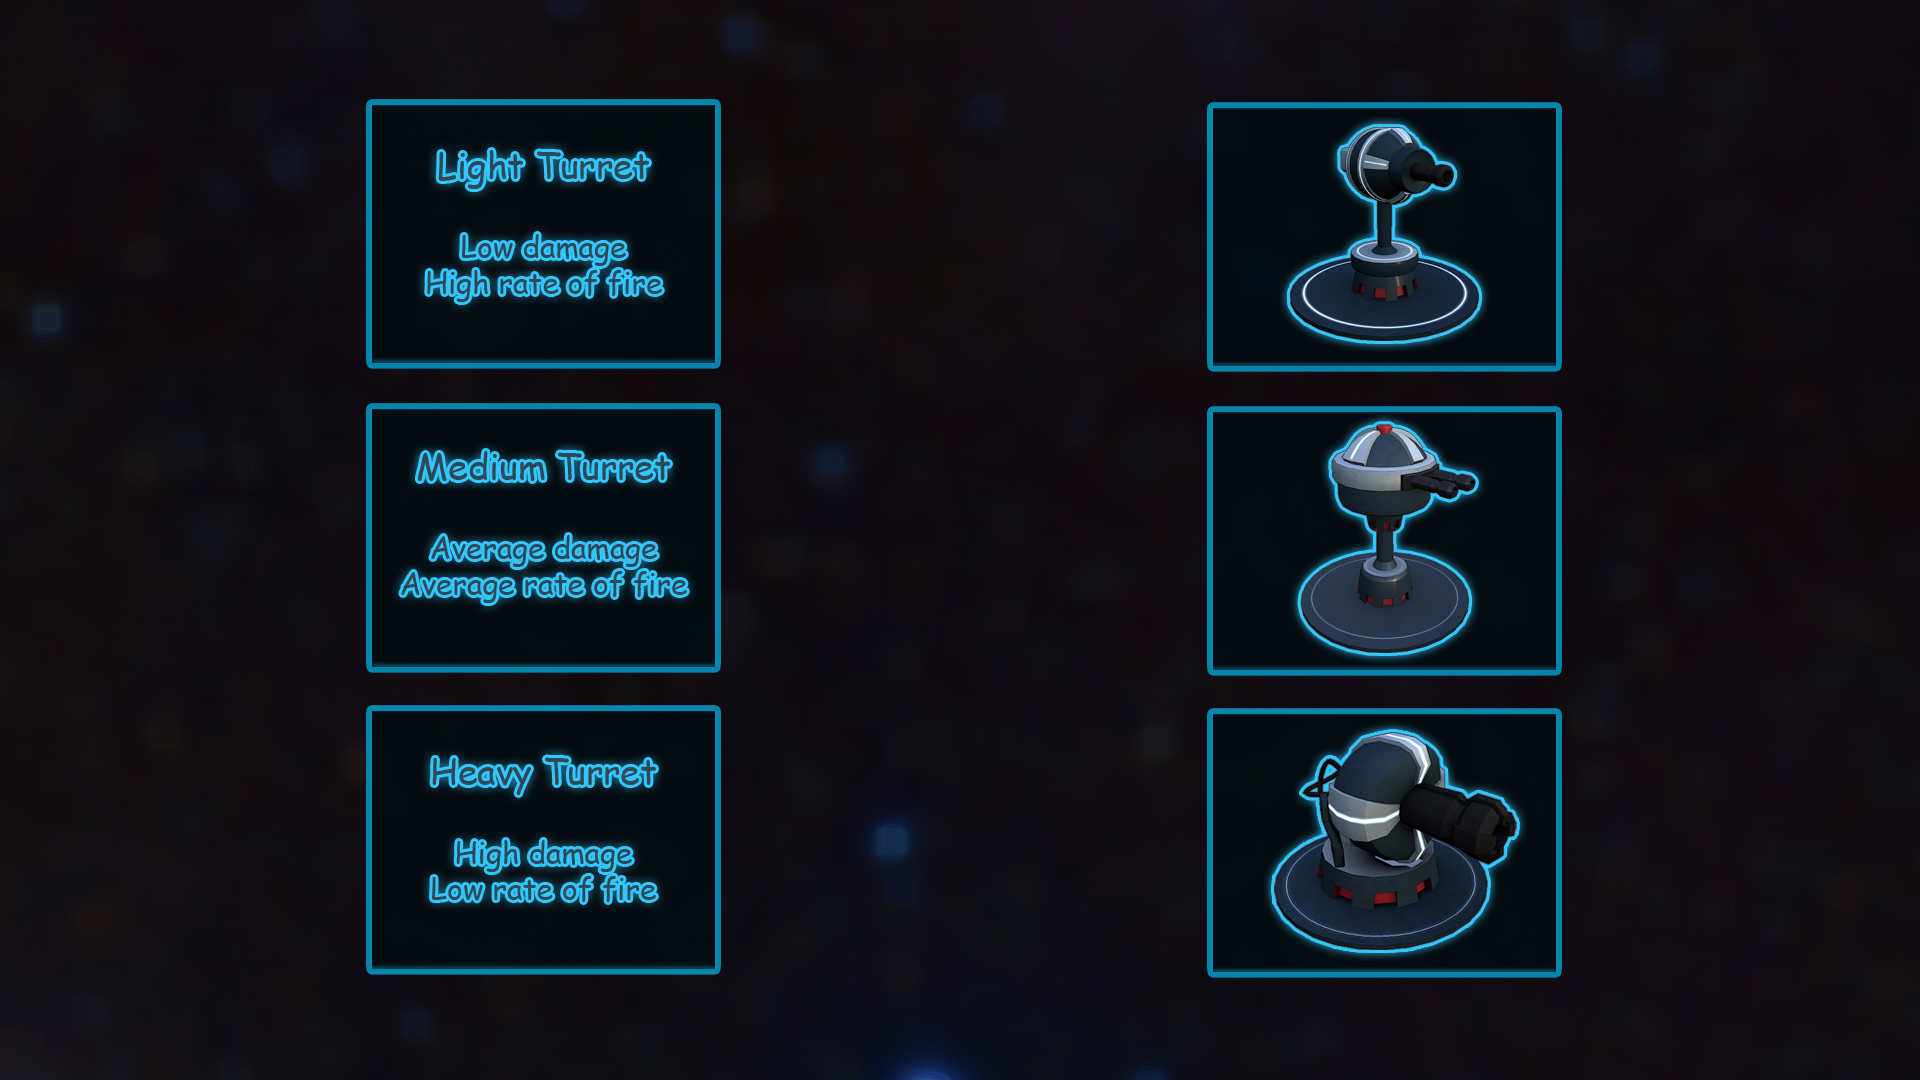 Light Turret
Low damage
High rate of fire
Medium Turret
Average damage
Average rate of fire
Heavy Turret
High damage
Low rate of fire